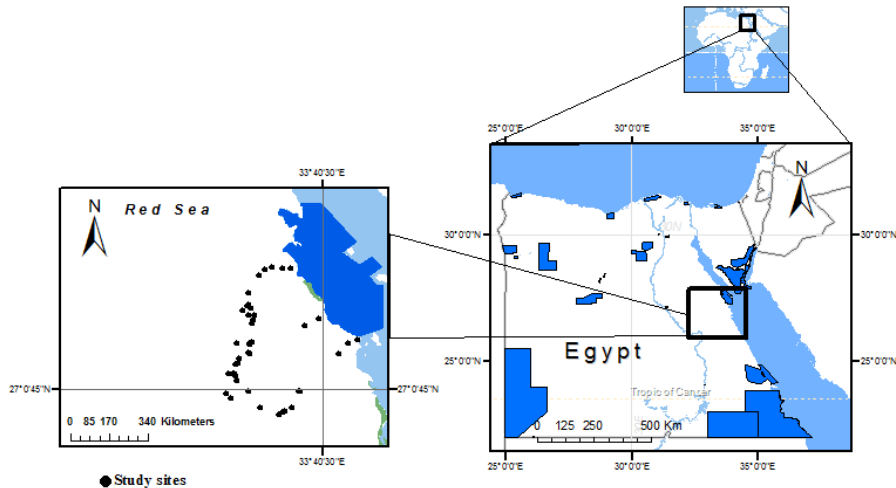 25°0'0"E 30°0'0"E 35°0'0"E
N
30°0'0"N 30°0'0"N
25°0'0"N 25°0'0"N
Egypt
Tropic of Cancer
0 125 250 500 Km
25°0'0"E 30°0'0"E 35°0'0"E
33°40'30"E
N
Red Sea
27°0'45"N 27°0'45"N
0 85 170 340 Kilometers
33°40'30"E
Study sites